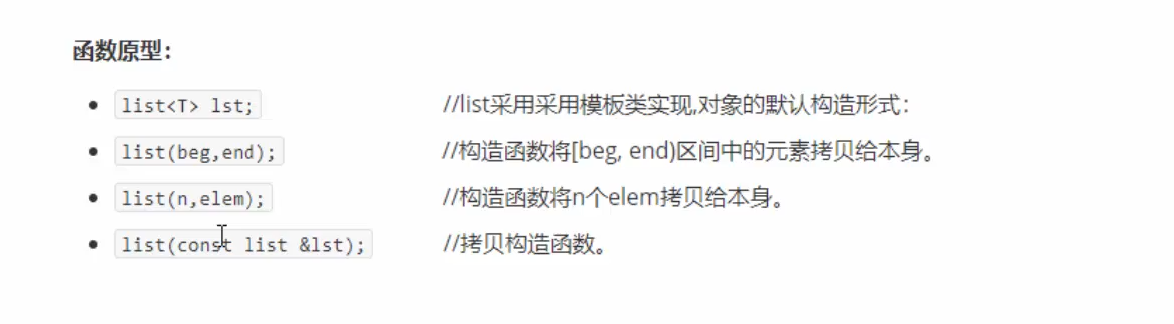 函数原型：
list<T> lst; //list采用采用模板类实现,对象的默认构造形式：
list(beg,end); //构造函数将[beg, end)区间中的元素拷贝给本身。
list(n,elem); //构造函数将n个elem拷贝给本身。
list(const list &lst); //拷贝构造函数。